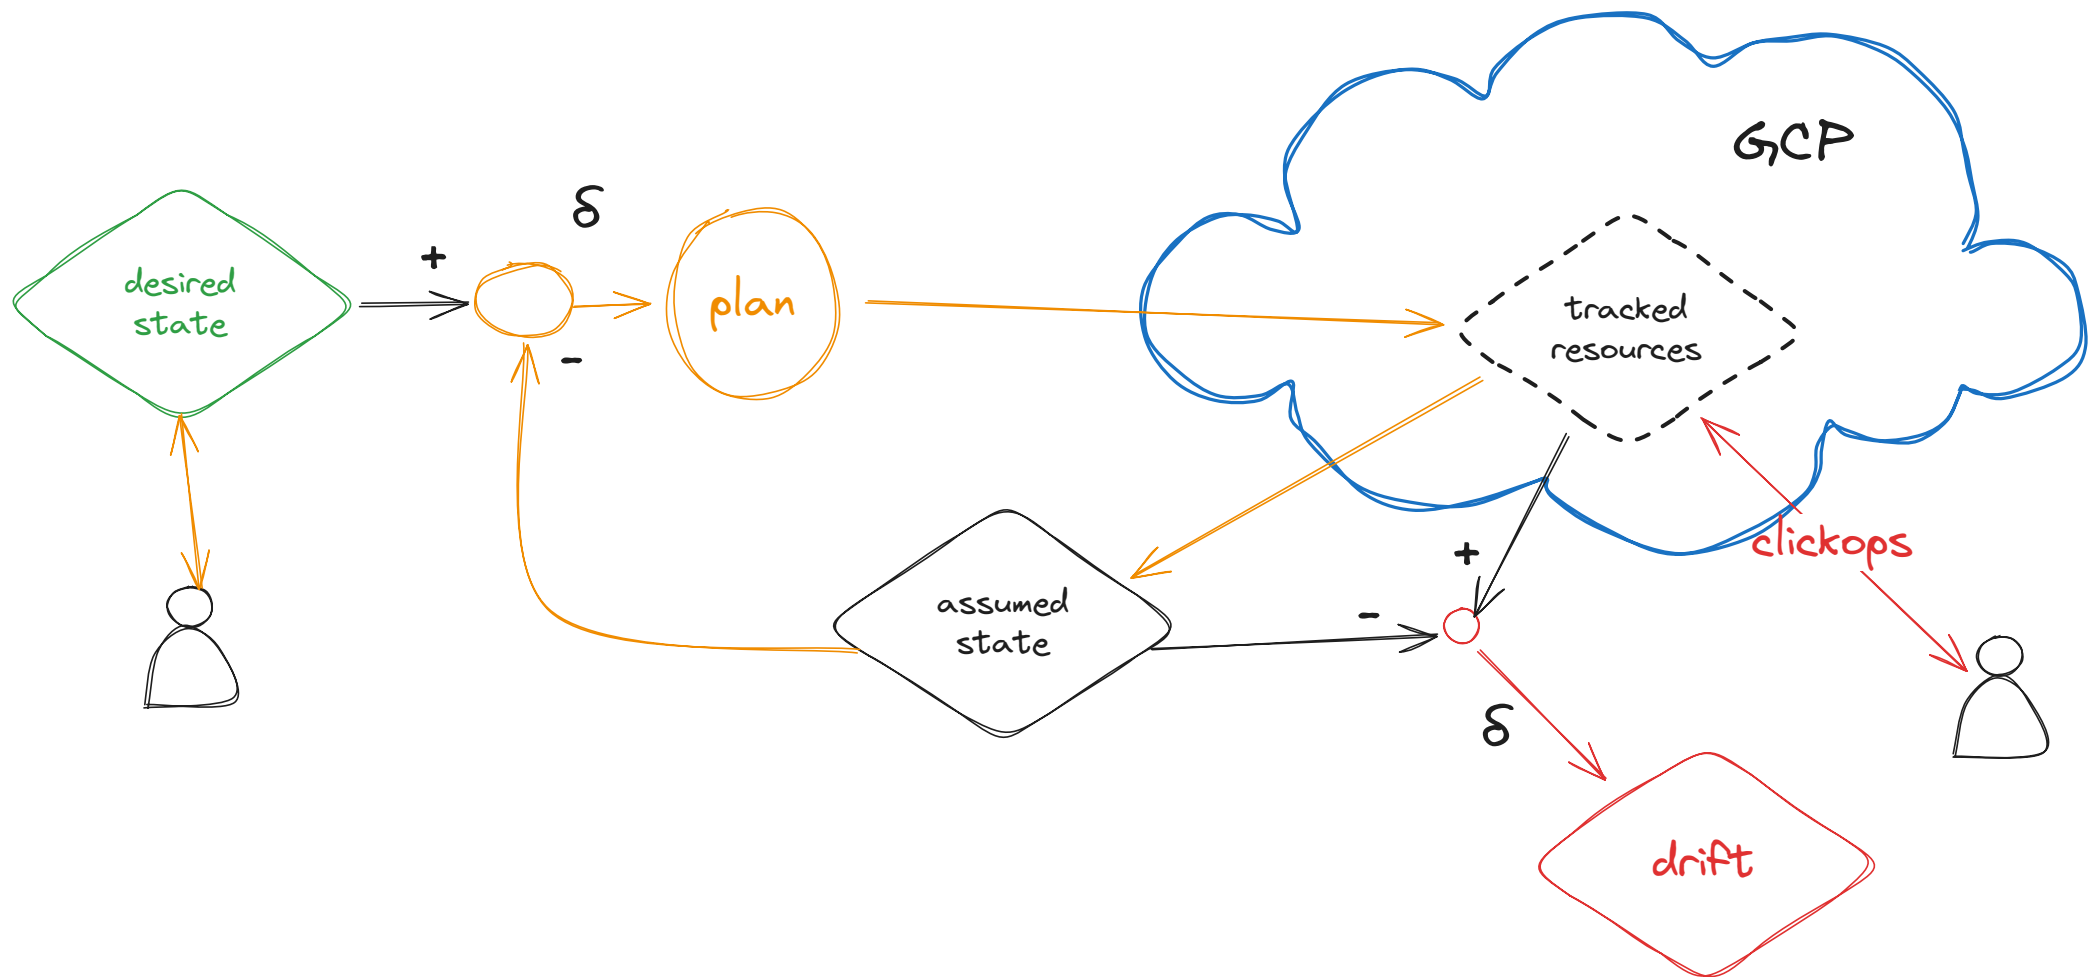 GCP
δ
+
desired
state
plan
tracked
resources
-
clickops
+
assumed
state
-
δ
drift